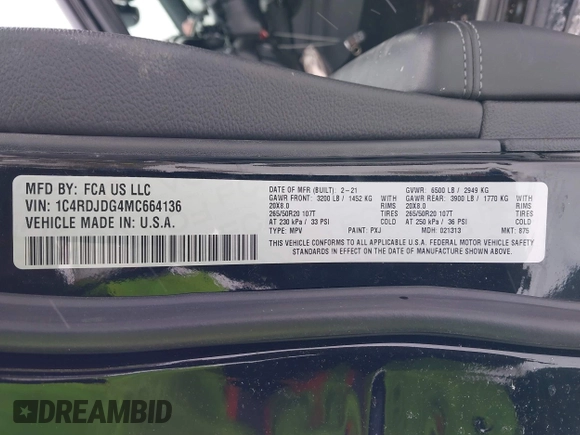 MFD BY: FCA US LLC
VIN: 1C4RDJDG4MC664136
VEHICLE MADE IN: U.S.A.
DATE OF MFR (BUILT): 2-21
GAWR FRONT: 3200 LB / 1452 KG WITH
20X8.0 RIMS
265/50R20 107T TIRES
AT 230 kPa / 33 PSI COLD
TYPE: MPV PAINT: PXJ
GVWR: 6500 LB / 2949 KG
GAWR REAR: 3900 LB / 1770 KG WITH
20X8.0 RIMS
265/50R20 107T TIRES
AT 250 kPa / 36 PSI COLD
MDH: 021313 MKT: 875
THIS VEHICLE CONFORMS TO ALL APPLICABLE U.S.A. FEDERAL MOTOR VEHICLE SAFETY
STANDARDS IN EFFECT ON THE DATE OF MANUFACTURE SHOWN ABOVE.
DREAMBID